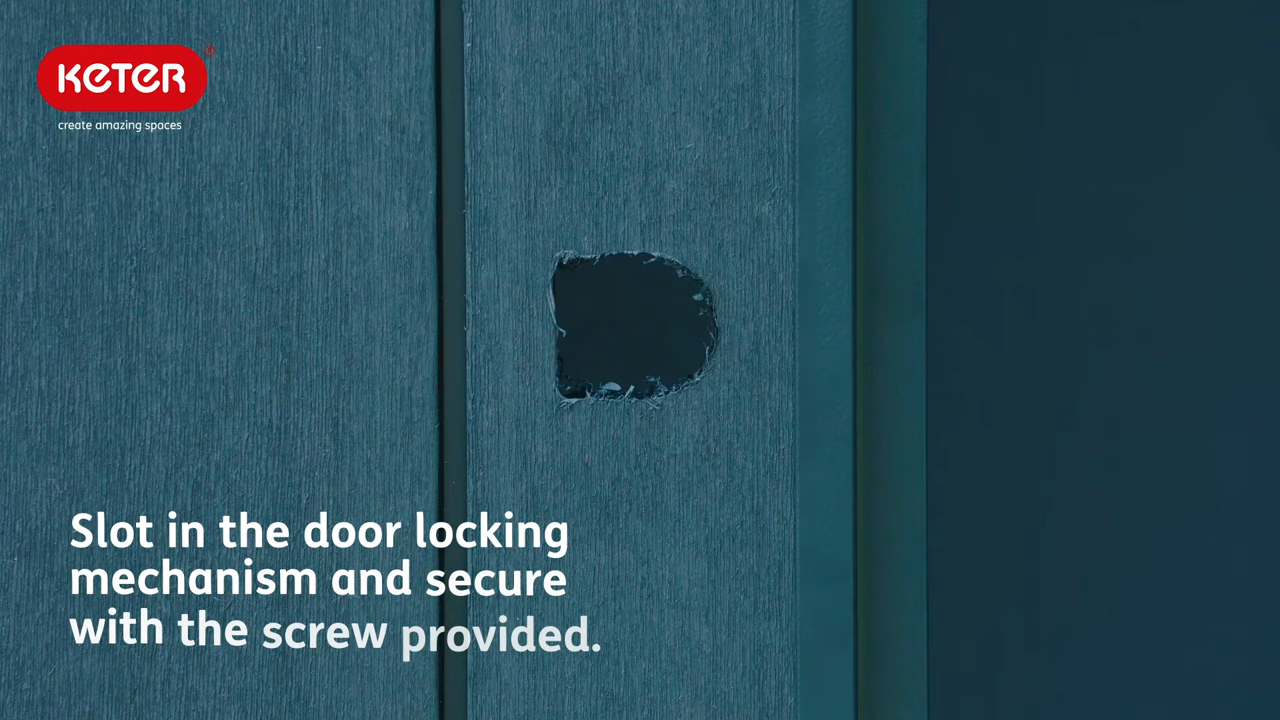 KETER®
create amazing spaces
Slot in the door locking
mechanism and secure
with the screw provided.